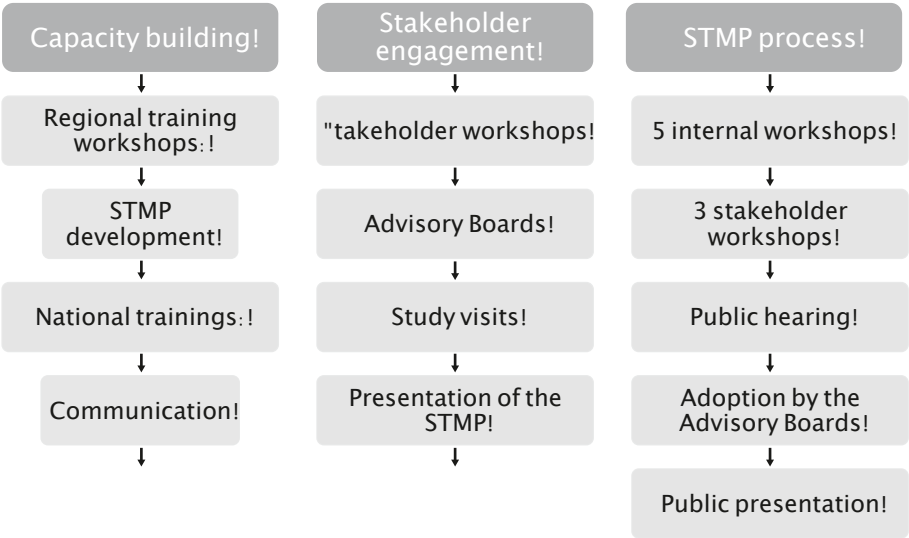 Capacity building!
Regional training
workshops:!
STMP
development!
National trainings:!
Communication!
Stakeholder
engagement!
"takeholder workshops!
Advisory Boards!
Study visits!
Presentation of the
STMP!
STMP process!
5 internal workshops!
3 stakeholder
workshops!
Public hearing!
Adoption by the
Advisory Boards!
Public presentation!